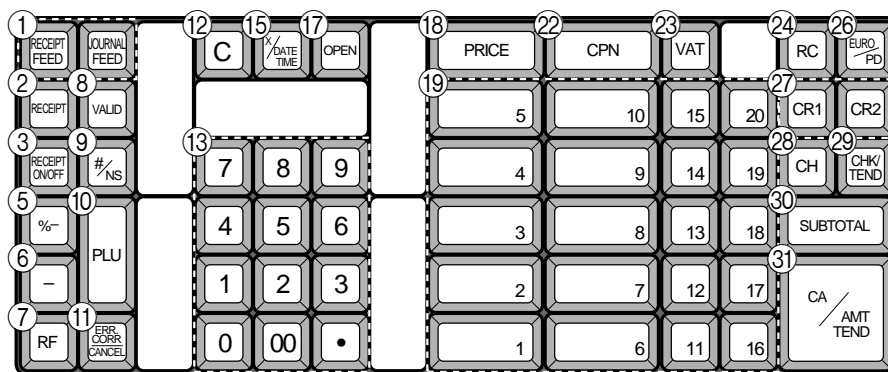 ① ⑫ ⑮ ⑰ ⑱ ㉒ ㉓ ㉔ ㉖
RECEIPT FEED JOURNAL FEED C X/DATE TIME OPEN PRICE CPN VAT RC EURO/PD
② ⑧ ⑲ ㉗
RECEIPT VALID 5 10 15 20 CR1 CR2
③ ⑨ ⑬ ㉘ ㉙
RECEIPT ON/OFF #/NS 7 8 9 4 9 14 19 CH CHK/TEND
⑤ ⑩ ㉚
%− PLU 4 5 6 3 8 13 18 SUBTOTAL
⑥ ㉛
− 1 2 3 2 7 12 17 CA/AMT TEND
⑦ ⑪
RF ERR. CORR CANCEL 0 00 • 1 6 11 16